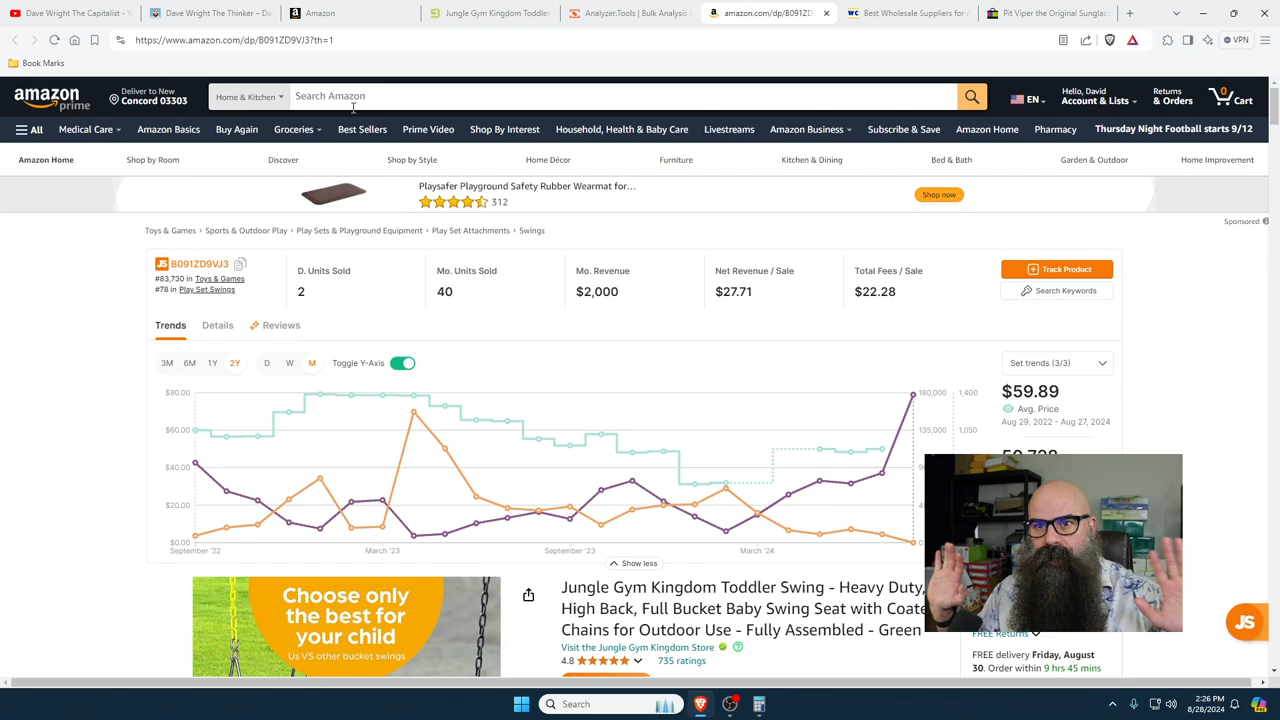 Dave Wright The Capitalist - Y
Dave Wright The Thinker – De
Amazon
Jungle Gym Kingdom Toddler
Analyzer.Tools | Bulk Analysis
amazon.com/dp/B091ZD9VJ3
Best Wholesale Suppliers for A
Pit Viper the Original Sunglas
https://www.amazon.com/dp/B091ZD9VJ3?th=1
VPN
Book Marks
amazon prime
Deliver to New
Concord 03303
Home & Kitchen
Search Amazon
EN
Hello, David
Account & Lists
Returns
& Orders
0
Cart
All
Medical Care
Amazon Basics
Buy Again
Groceries
Best Sellers
Prime Video
Shop By Interest
Household, Health & Baby Care
Livestreams
Amazon Business
Subscribe & Save
Amazon Home
Pharmacy
Thursday Night Football starts 9/12
Amazon Home
Shop by Room
Discover
Shop by Style
Home Décor
Furniture
Kitchen & Dining
Bed & Bath
Garden & Outdoor
Home Improvement
Playsafer Playground Safety Rubber Wearmat for...
312
Shop now
Sponsored
Toys & Games › Sports & Outdoor Play › Play Sets & Playground Equipment › Play Set Attachments › Swings
JS B091ZD9VJ3
#83,730 in Toys & Games
#78 in Play Set Swings
D. Units Sold
2
Mo. Units Sold
40
Mo. Revenue
$2,000
Net Revenue / Sale
$27.71
Total Fees / Sale
$22.28
Track Product
Search Keywords
Trends
Details
Reviews
3M 6M 1Y 2Y
D W M
Toggle Y-Axis
Set trends (3/3)
$80.00
$60.00
$40.00
$20.00
$0.00
180,000
135,000
1,400
1,050
September '22
March '23
September '23
March '24
$59.89
Avg. Price
Aug 29, 2022 - Aug 27, 2024
Show less
Choose only
the best for
your child
Us VS other bucket swings
Jungle Gym Kingdom Toddler Swing - Heavy Duty,
High Back, Full Bucket Baby Swing Seat with Coate
Chains for Outdoor Use - Fully Assembled - Green
Visit the Jungle Gym Kingdom Store
4.8
735 ratings
FREE Returns
FREE delivery Friday, August
30. Order within 9 hrs 45 mins
JS
Search
2:26 PM
8/28/2024